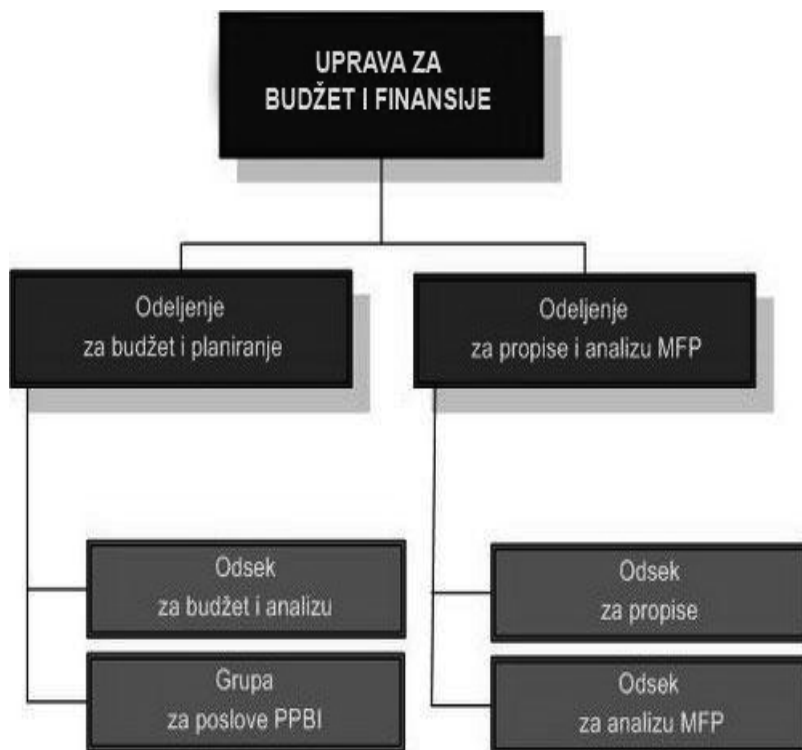 UPRAVA ZA
BUDŽET I FINANSIJE
Odeljenje
za budžet i planiranje
Odeljenje
za propise i analizu MFP
Odsek
za budžet i analizu
Odsek
za propise
Grupa
za poslove PPBI
Odsek
za analizu MFP